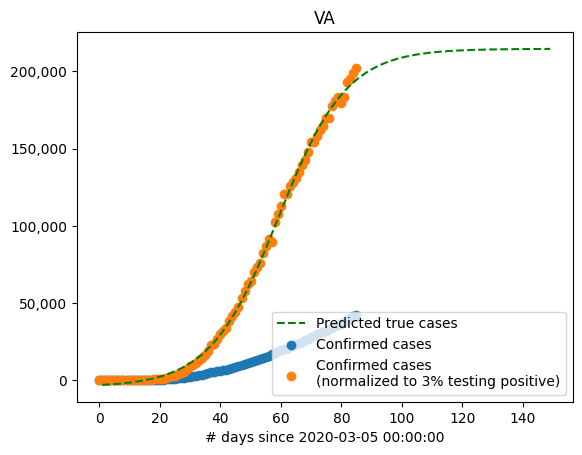 VA
200,000
150,000
100,000
50,000
0
Predicted true cases
Confirmed cases
Confirmed cases
(normalized to 3% testing positive)
0 20 40 60 80 100 120 140
# days since 2020-03-05 00:00:00